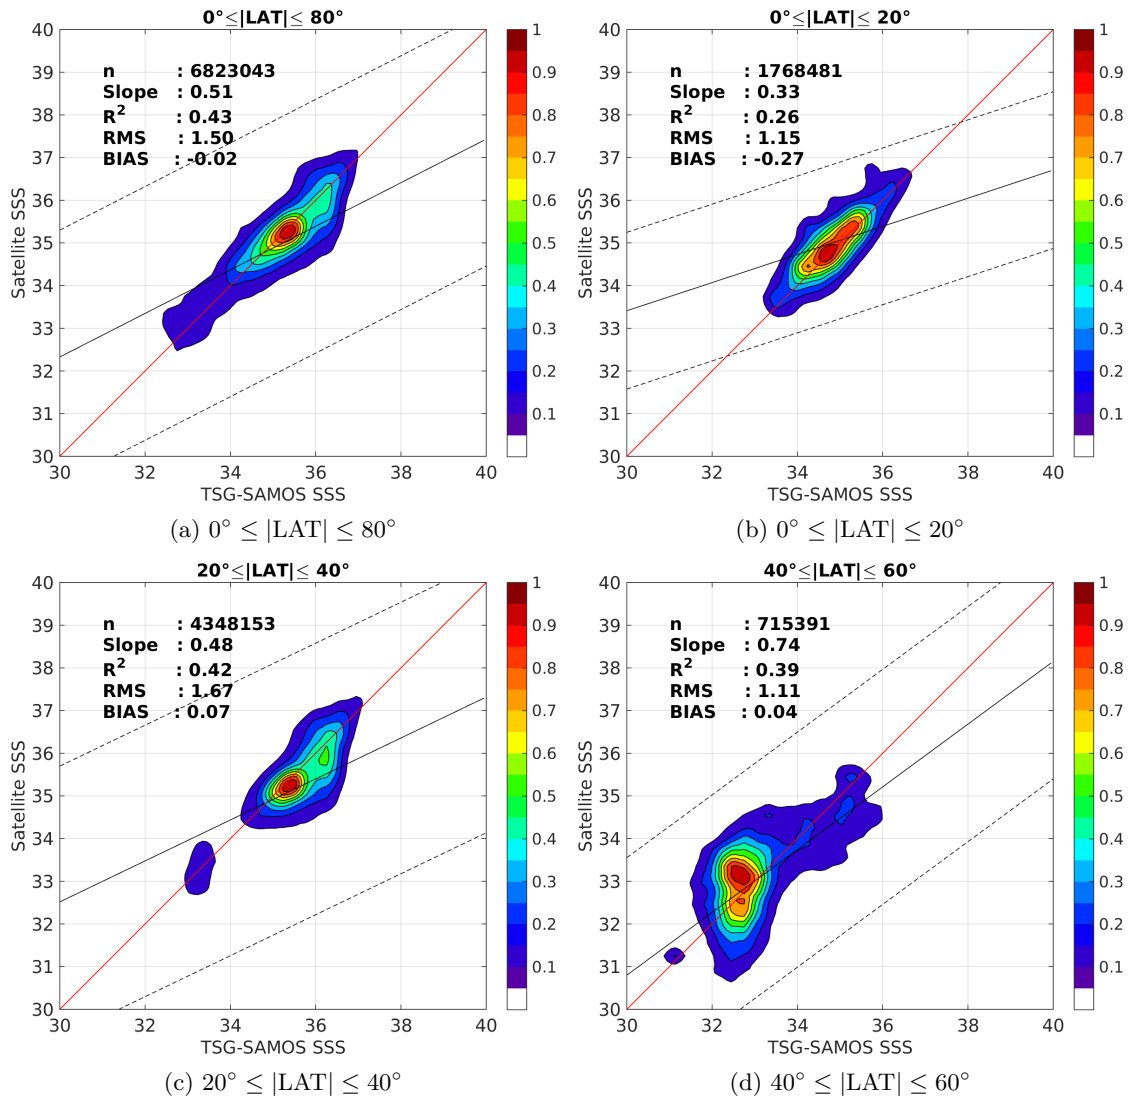 0°≤|LAT|≤ 80°
n : 6823043
Slope : 0.51
R² : 0.43
RMS : 1.50
BIAS : -0.02
40
39
38
37
36
35
34
33
32
31
30
Satellite SSS
30 32 34 36 38 40
TSG-SAMOS SSS
1
0.9
0.8
0.7
0.6
0.5
0.4
0.3
0.2
0.1
(a) 0° ≤ |LAT| ≤ 80°
0°≤|LAT|≤ 20°
n : 1768481
Slope : 0.33
R² : 0.26
RMS : 1.15
BIAS : -0.27
40
39
38
37
36
35
34
33
32
31
30
Satellite SSS
30 32 34 36 38 40
TSG-SAMOS SSS
1
0.9
0.8
0.7
0.6
0.5
0.4
0.3
0.2
0.1
(b) 0° ≤ |LAT| ≤ 20°
20°≤|LAT|≤ 40°
n : 4348153
Slope : 0.48
R² : 0.42
RMS : 1.67
BIAS : 0.07
40
39
38
37
36
35
34
33
32
31
30
Satellite SSS
30 32 34 36 38 40
TSG-SAMOS SSS
1
0.9
0.8
0.7
0.6
0.5
0.4
0.3
0.2
0.1
(c) 20° ≤ |LAT| ≤ 40°
40°≤|LAT|≤ 60°
n : 715391
Slope : 0.74
R² : 0.39
RMS : 1.11
BIAS : 0.04
40
39
38
37
36
35
34
33
32
31
30
Satellite SSS
30 32 34 36 38 40
TSG-SAMOS SSS
1
0.9
0.8
0.7
0.6
0.5
0.4
0.3
0.2
0.1
(d) 40° ≤ |LAT| ≤ 60°